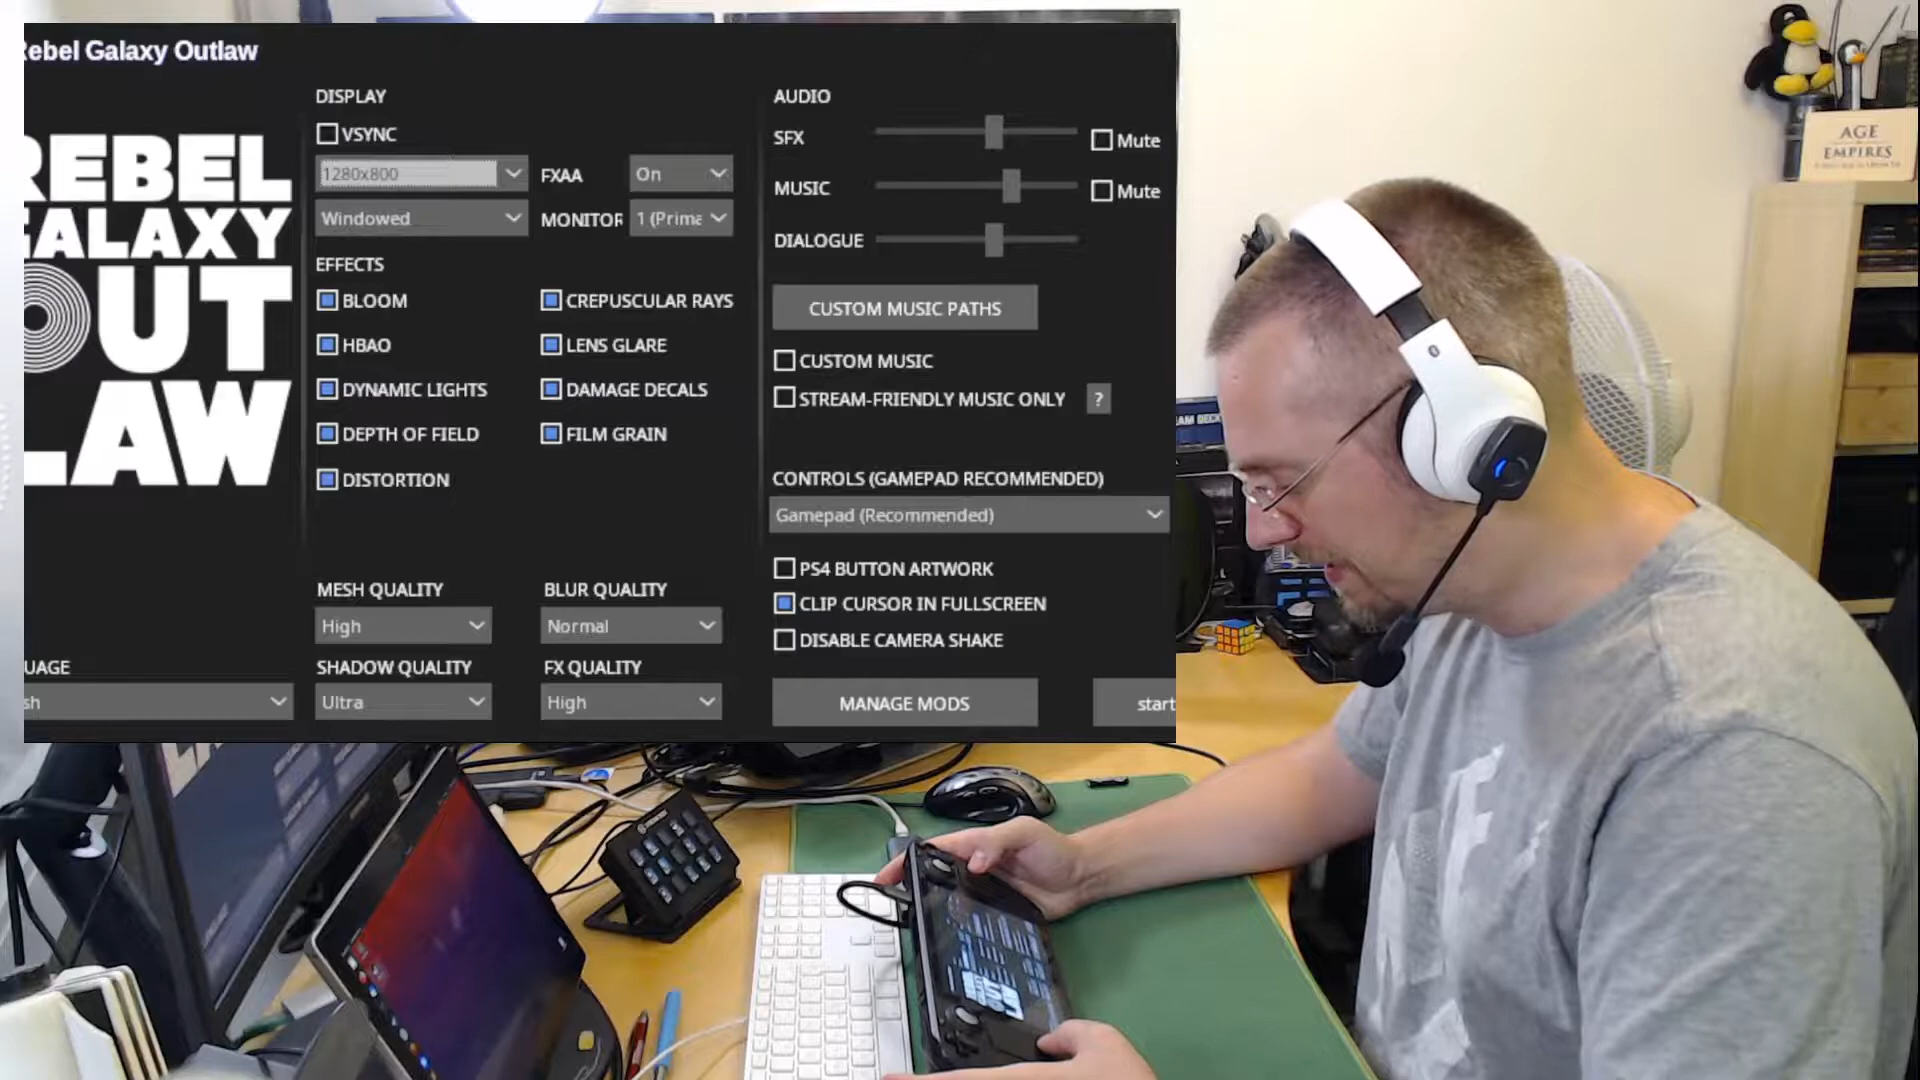 Rebel Galaxy Outlaw
REBEL
GALAXY
OUT
LAW
DISPLAY
VSYNC
1280x800
FXAA
On
Windowed
MONITOR
1 (Prima
EFFECTS
BLOOM
CREPUSCULAR RAYS
HBAO
LENS GLARE
DYNAMIC LIGHTS
DAMAGE DECALS
DEPTH OF FIELD
FILM GRAIN
DISTORTION
MESH QUALITY
BLUR QUALITY
High
Normal
UAGE
SHADOW QUALITY
FX QUALITY
sh
Ultra
High
AUDIO
SFX
Mute
MUSIC
Mute
DIALOGUE
CUSTOM MUSIC PATHS
CUSTOM MUSIC
STREAM-FRIENDLY MUSIC ONLY
?
CONTROLS (GAMEPAD RECOMMENDED)
Gamepad (Recommended)
PS4 BUTTON ARTWORK
CLIP CURSOR IN FULLSCREEN
DISABLE CAMERA SHAKE
MANAGE MODS
start
AGE
EMPIRES